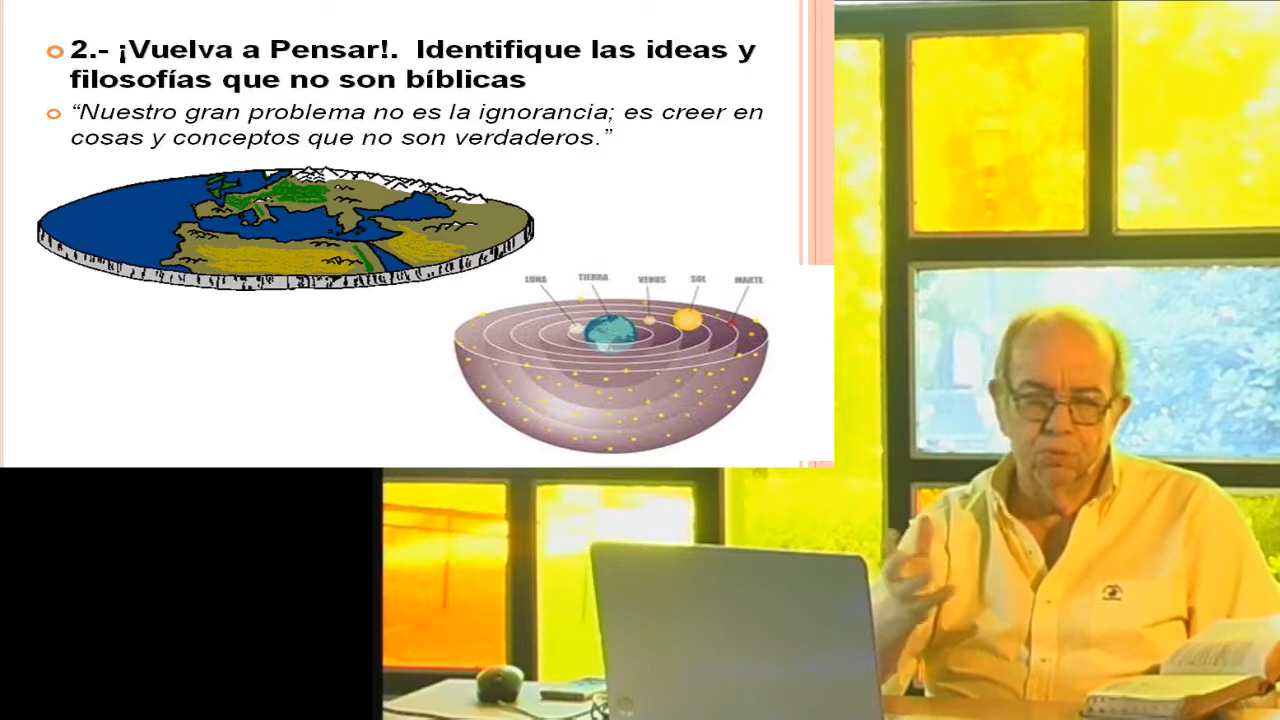 2.- ¡Vuelva a Pensar!. Identifique las ideas y
filosofías que no son bíblicas
“Nuestro gran problema no es la ignorancia; es creer en
cosas y conceptos que no son verdaderos.”
LUNA TIERRA VENUS SOL MARTE